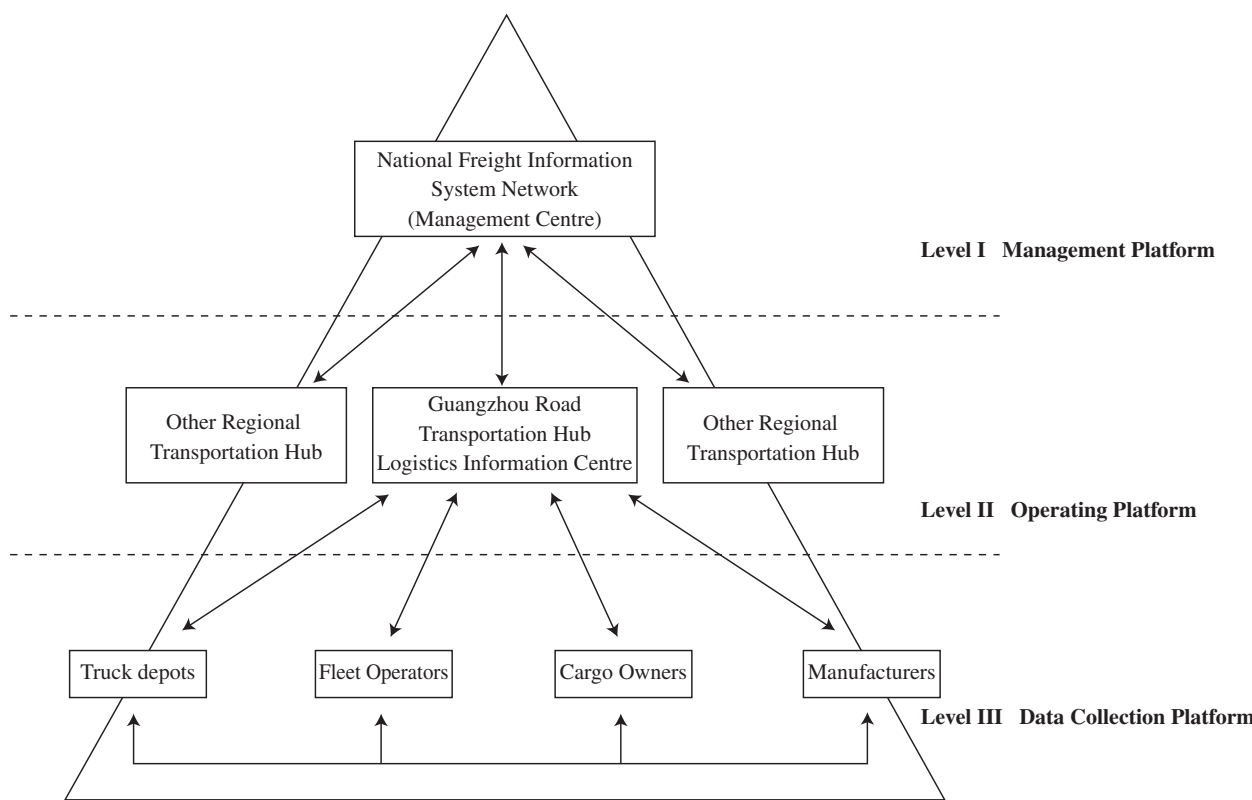 National Freight Information
System Network
(Management Centre)
Level I   Management Platform
Other Regional
Transportation Hub
Guangzhou Road
Transportation Hub
Logistics Information Centre
Other Regional
Transportation Hub
Level II   Operating Platform
Truck depots
Fleet Operators
Cargo Owners
Manufacturers
Level III   Data Collection Platform